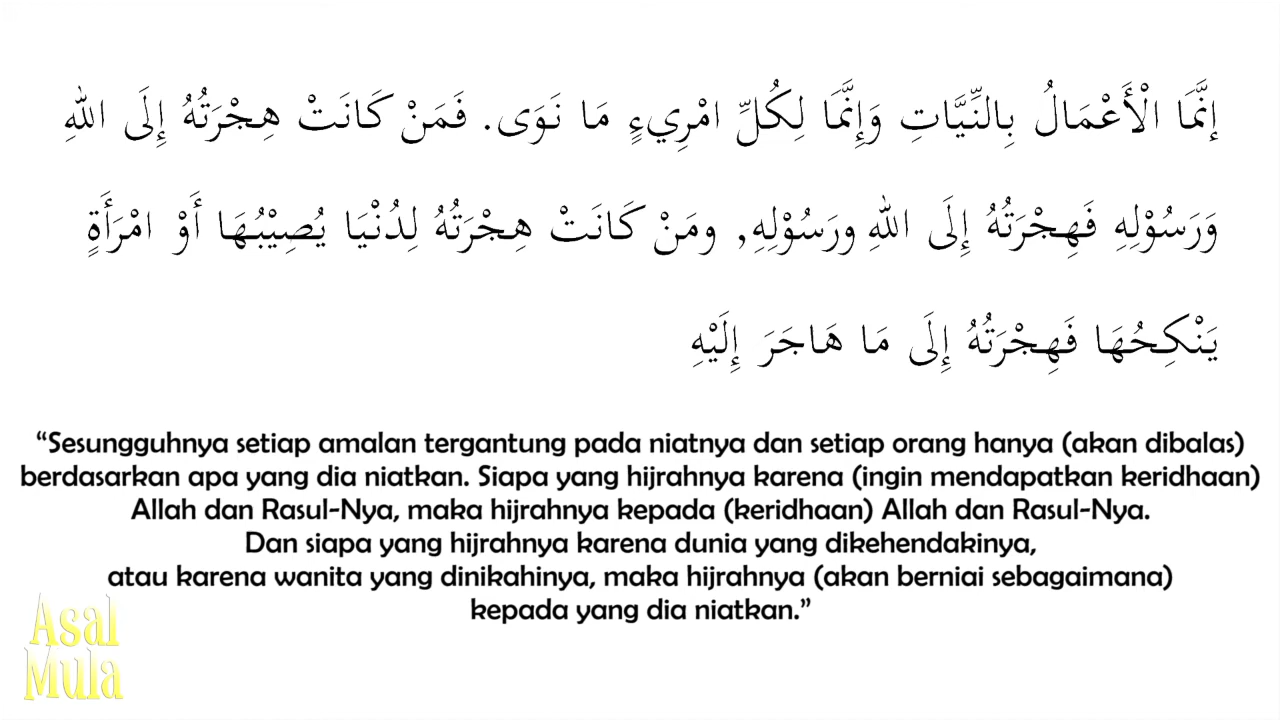 إنَّمَا الْأَعْمَالُ بِالنِّيَّاتِ وَإِنَّمَا لِكُلِّ امْرِيءٍ مَا نَوَى. فَمَنْ كَانَتْ هِجْرَتُهُ إِلَى اللهِ
وَرَسُوْلِهِ فَهِجْرَتُهُ إِلَى اللهِ ورَسُوْلِهِ, ومَنْ كَانَتْ هِجْرَتُهُ لِدُنْيَا يُصِيْبُهَا أَوْ امْرَأَةٍ
يَنْكِحُهَا فَهِجْرَتُهُ إِلَى مَا هَاجَرَ إِلَيْهِ
“Sesungguhnya setiap amalan tergantung pada niatnya dan setiap orang hanya (akan dibalas)
berdasarkan apa yang dia niatkan. Siapa yang hijrahnya karena (ingin mendapatkan keridhaan)
Allah dan Rasul-Nya, maka hijrahnya kepada (keridhaan) Allah dan Rasul-Nya.
Dan siapa yang hijrahnya karena dunia yang dikehendakinya,
atau karena wanita yang dinikahinya, maka hijrahnya (akan berniai sebagaimana)
kepada yang dia niatkan.”
Asal
Mula